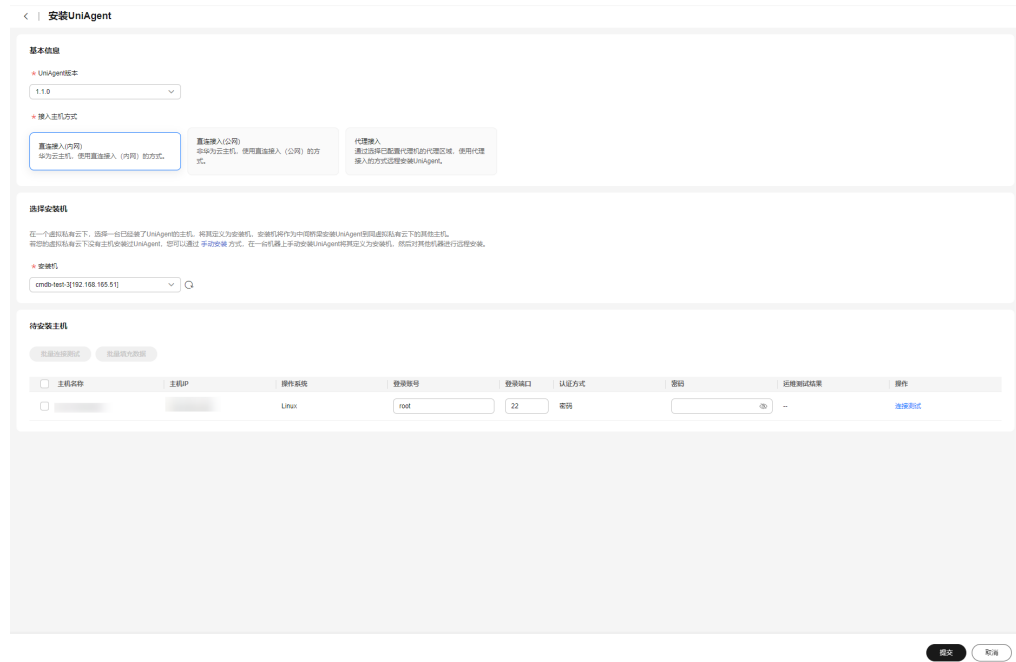 安装UniAgent
基本信息
* UniAgent版本
1.1.0
* 接入主机方式
直连接入(内网)
华为云主机，使用直连接入（内网）的方式。
直连接入(公网)
非华为云主机，使用直连接入（公网）的方
式。
代理接入
通过选择已配置代理机的代理区域，使用代理
接入的方式远程安装UniAgent。
选择安装机
在一个虚拟私有云下，选择一台已经装了UniAgent的主机，将其定义为安装机，安装机将作为中间桥梁安装UniAgent到同虚拟私有云下的其他主机。
若您的虚拟私有云下没有主机安装过UniAgent，您可以通过 手动安装 方式，在一台机器上手动安装UniAgent将其定义为安装机，然后对其他机器进行远程安装。
* 安装机
cmdb-test-3[192.168.165.51]
待安装主机
批量连接测试 批量填充数据
主机名称 主机IP 操作系统 登录账号 登录端口 认证方式 密码 运维测试结果 操作
Linux root 22 密码 -- 连接测试
提交 取消